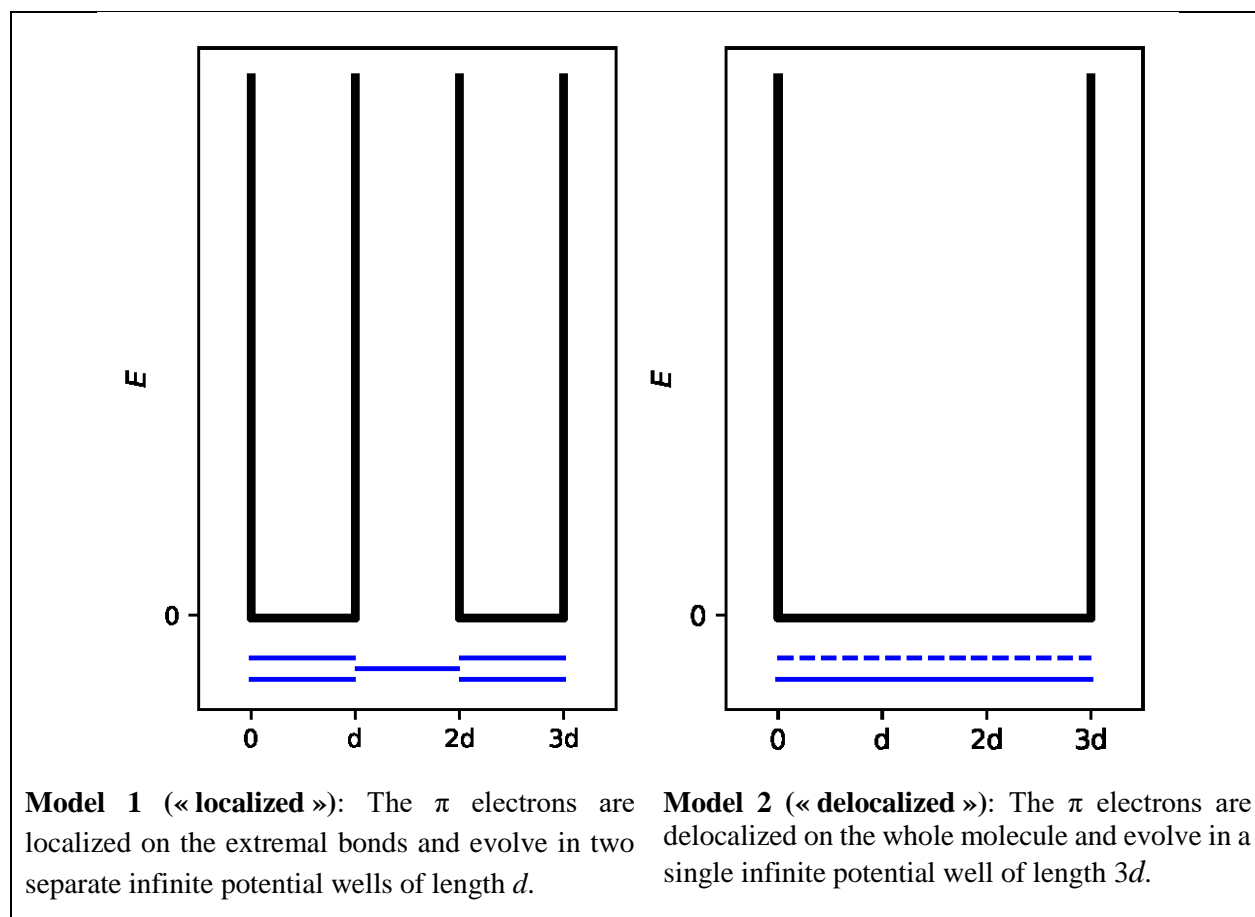 E
0
0
d
2d
3d
E
0
0
d
2d
3d
Model 1 (« localized »): The π electrons are
localized on the extremal bonds and evolve in two
separate infinite potential wells of length d.
Model 2 (« delocalized »): The π electrons are
delocalized on the whole molecule and evolve in a
single infinite potential well of length 3d.